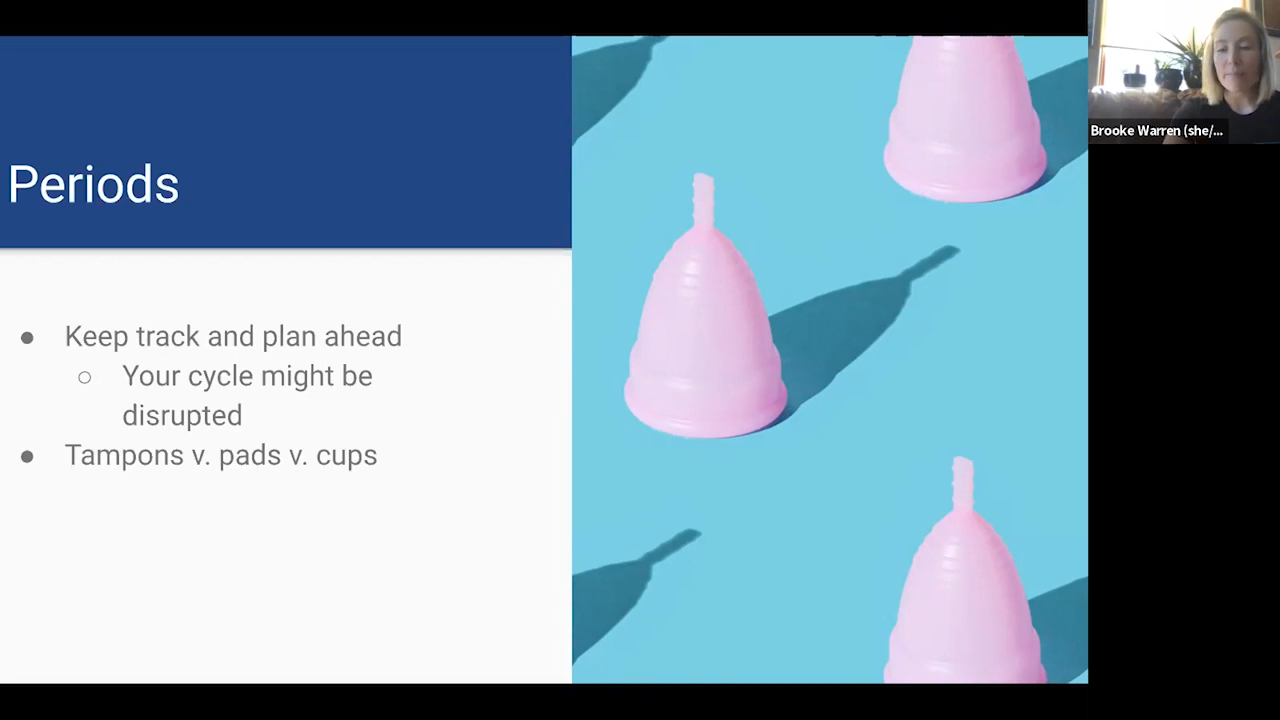 Periods
Keep track and plan ahead
Your cycle might be
disrupted
Tampons v. pads v. cups
Brooke Warren (she/...